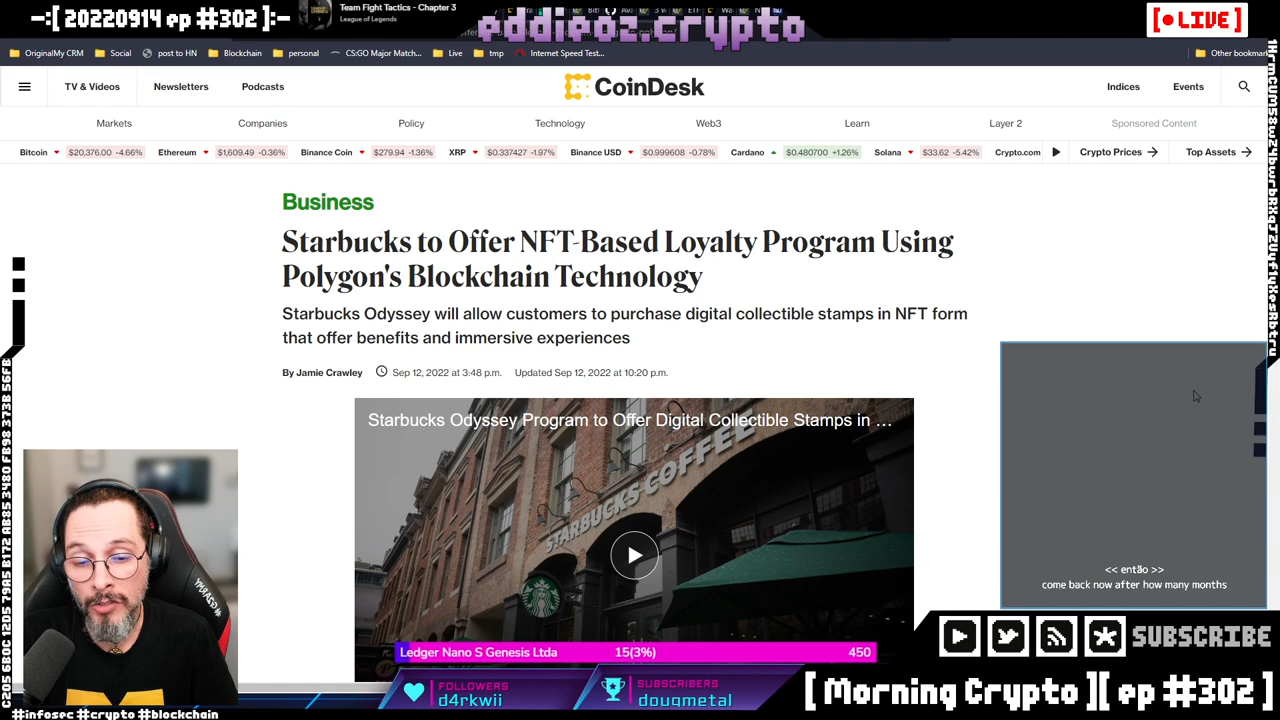 —:[ 20220914 ep #302 ]:—
Team Fight Tactics - Chapter 3
League of Legends
eddieoz.crypto
[ ● LIVE ]
OriginalMy CRM
Social
post to HN
Blockchain
personal
CS:GO Major Match...
Live
tmp
Internet Speed Test...
Other bookmar
TV & Videos
Newsletters
Podcasts
CoinDesk
Indices
Events
Markets
Companies
Policy
Technology
Web3
Learn
Layer 2
Sponsored Content
Bitcoin $20,376.00 -4.66%
Ethereum $1,609.49 -0.36%
Binance Coin $279.94 -1.36%
XRP $0.337427 -1.97%
Binance USD $0.999608 -0.78%
Cardano $0.480700 +1.26%
Solana $33.62 -5.42%
Crypto.com
Crypto Prices
Top Assets
Business
Starbucks to Offer NFT-Based Loyalty Program Using
Polygon's Blockchain Technology
Starbucks Odyssey will allow customers to purchase digital collectible stamps in NFT form
that offer benefits and immersive experiences
By Jamie Crawley
Sep 12, 2022 at 3:48 p.m.
Updated Sep 12, 2022 at 10:20 p.m.
Starbucks Odyssey Program to Offer Digital Collectible Stamps in ...
STARBUCKS COFFEE
<< então >>
come back now after how many months
Ledger Nano S Genesis Ltda 15(3%) 450
FOLLOWERS
d4rkwii
SUBSCRIBERS
dougmetal
SUBSCRIBE
[ Morning Crypto ][ ep #302 ]
#infosec #crypto #blockchain